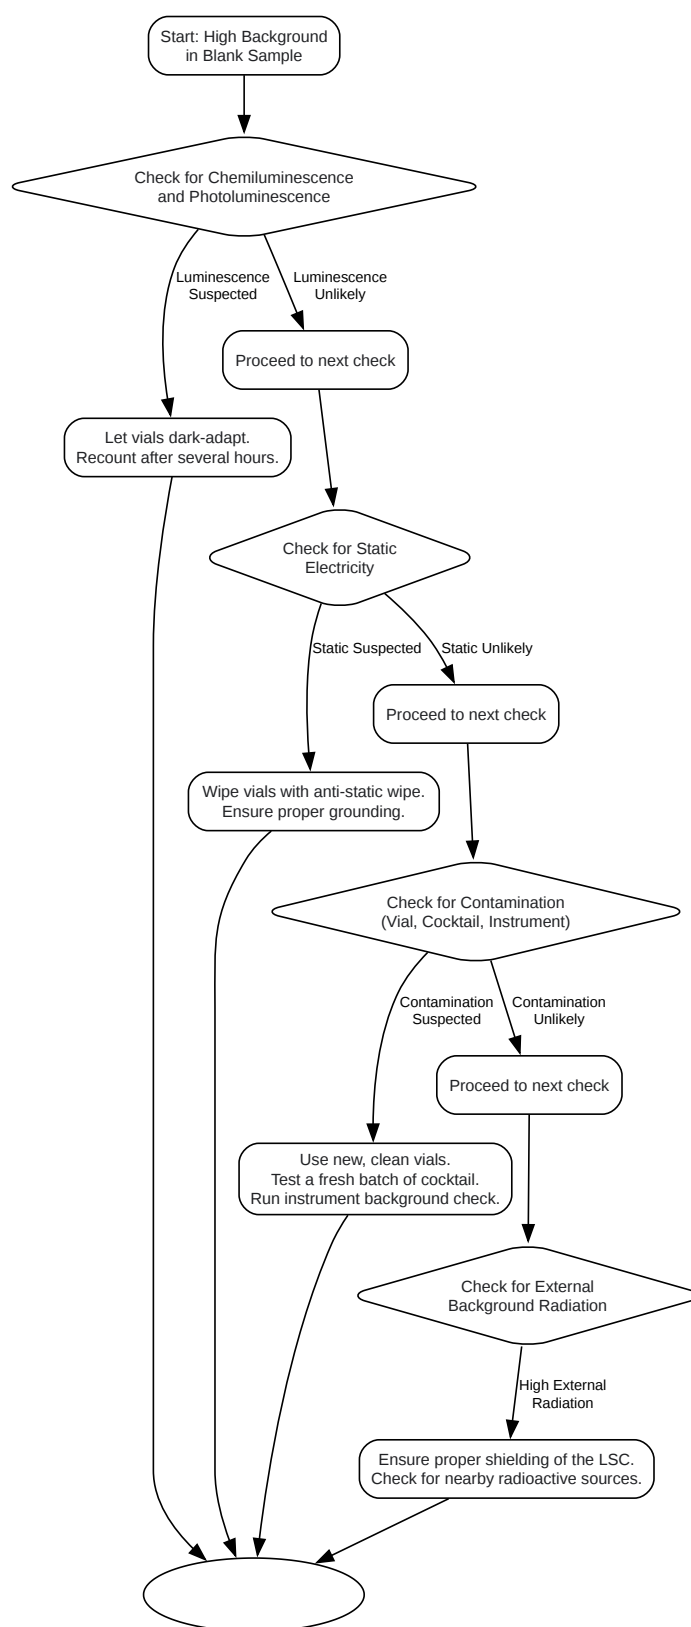 Start: High Background
in Blank Sample
Check for Chemiluminescence
and Photoluminescence
Luminescence
Suspected
Luminescence
Unlikely
Proceed to next check
Let vials dark-adapt.
Recount after several hours.
Check for Static
Electricity
Static Suspected
Static Unlikely
Proceed to next check
Wipe vials with anti-static wipe.
Ensure proper grounding.
Check for Contamination
(Vial, Cocktail, Instrument)
Contamination
Suspected
Contamination
Unlikely
Proceed to next check
Use new, clean vials.
Test a fresh batch of cocktail.
Run instrument background check.
Check for External
Background Radiation
High External
Radiation
Ensure proper shielding of the LSC.
Check for nearby radioactive sources.